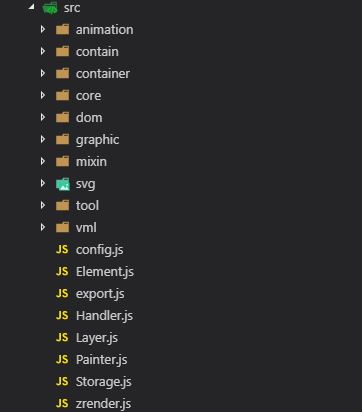 src
animation
contain
container
core
dom
graphic
mixin
svg
tool
vml
JS config.js
JS Element.js
JS export.js
JS Handler.js
JS Layer.js
JS Painter.js
JS Storage.js
JS zrender.js